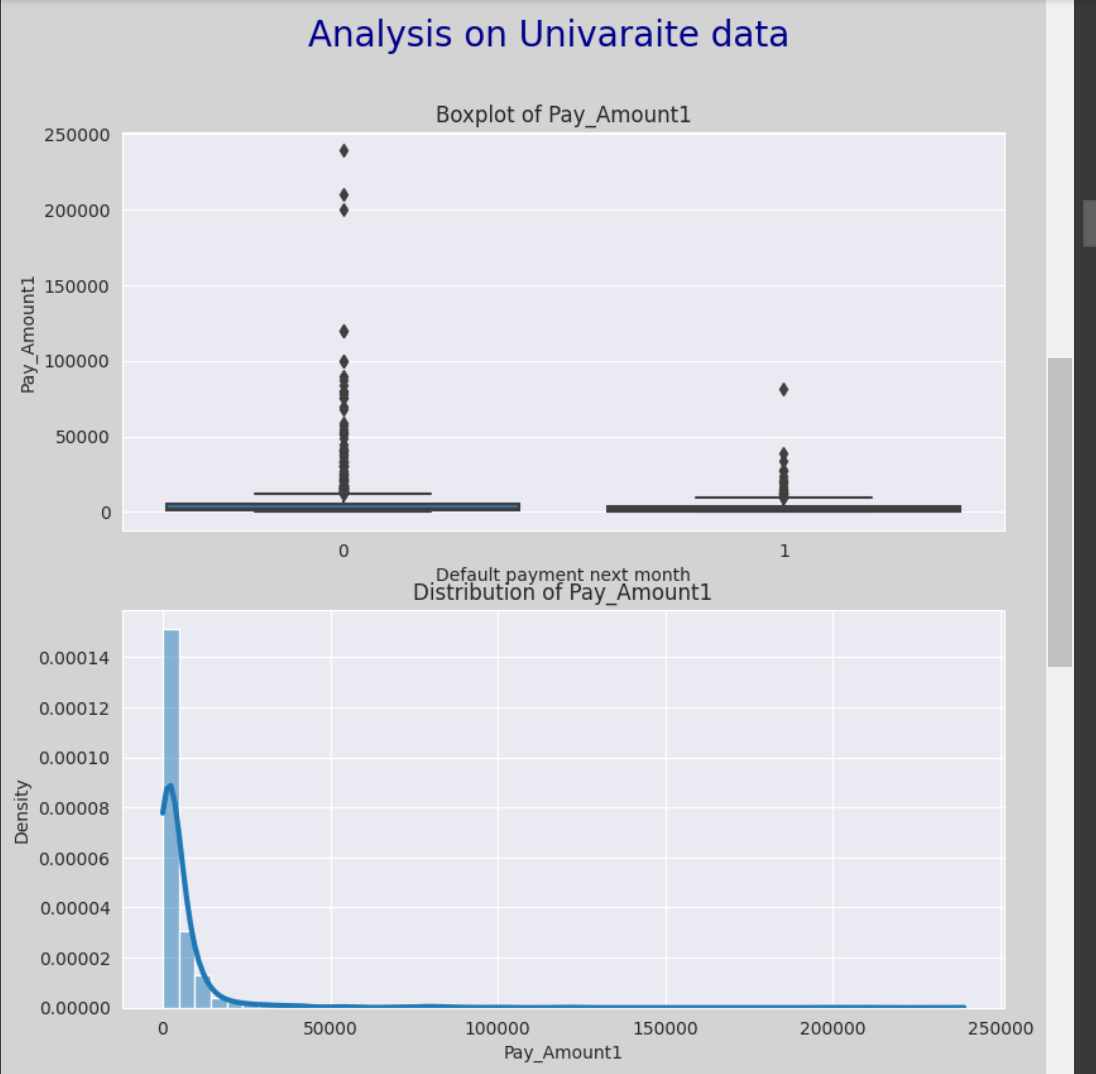 Analysis on Univaraite data
Boxplot of Pay_Amount1
250000
200000
150000
100000
50000
0
Pay_Amount1
0 1
Default payment next month
Distribution of Pay_Amount1
0.00014
0.00012
0.00010
0.00008
0.00006
0.00004
0.00002
0.00000
Density
0 50000 100000 150000 200000 250000
Pay_Amount1